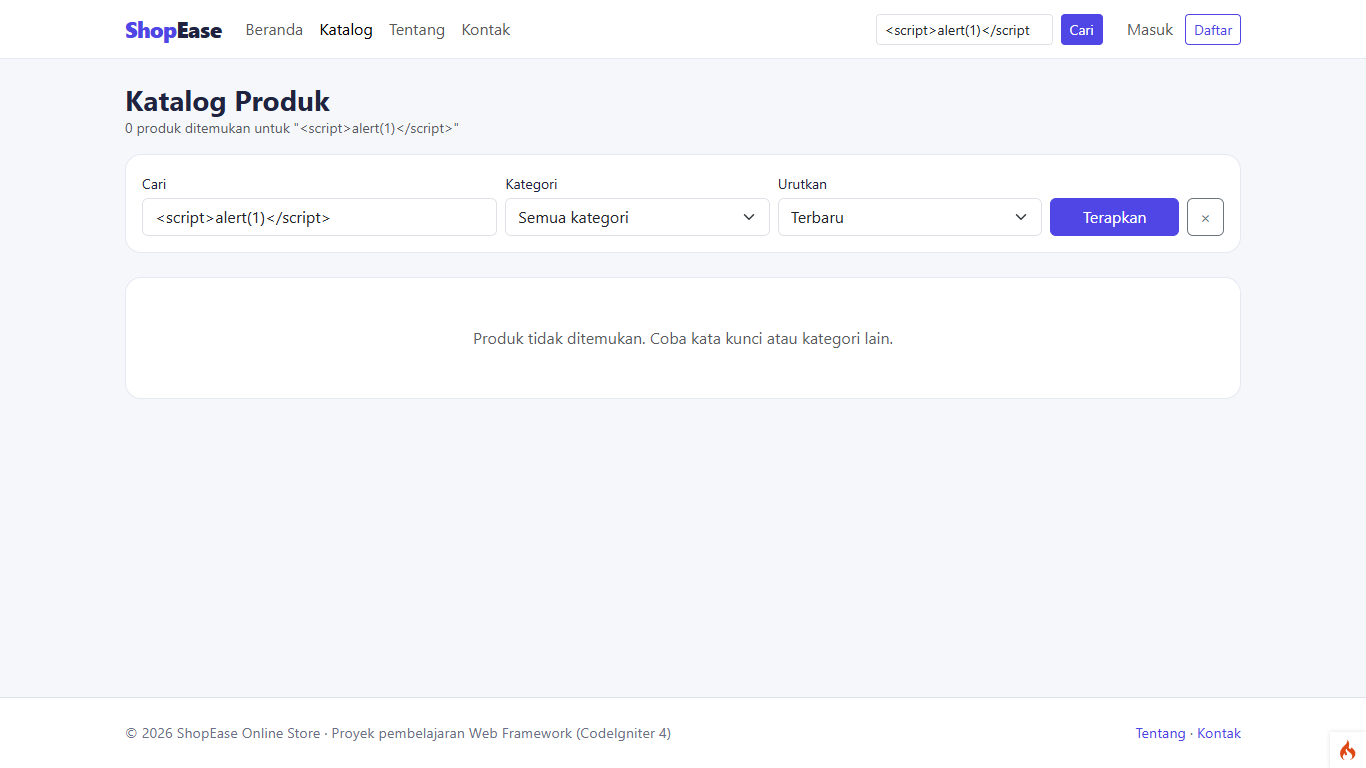 ShopEase Beranda Katalog Tentang Kontak <script>alert(1)</script Cari Masuk Daftar
Katalog Produk
0 produk ditemukan untuk "<script>alert(1)</script>"
Cari Kategori Urutkan
<script>alert(1)</script> Semua kategori Terbaru Terapkan ×
Produk tidak ditemukan. Coba kata kunci atau kategori lain.
© 2026 ShopEase Online Store · Proyek pembelajaran Web Framework (CodeIgniter 4) Tentang · Kontak